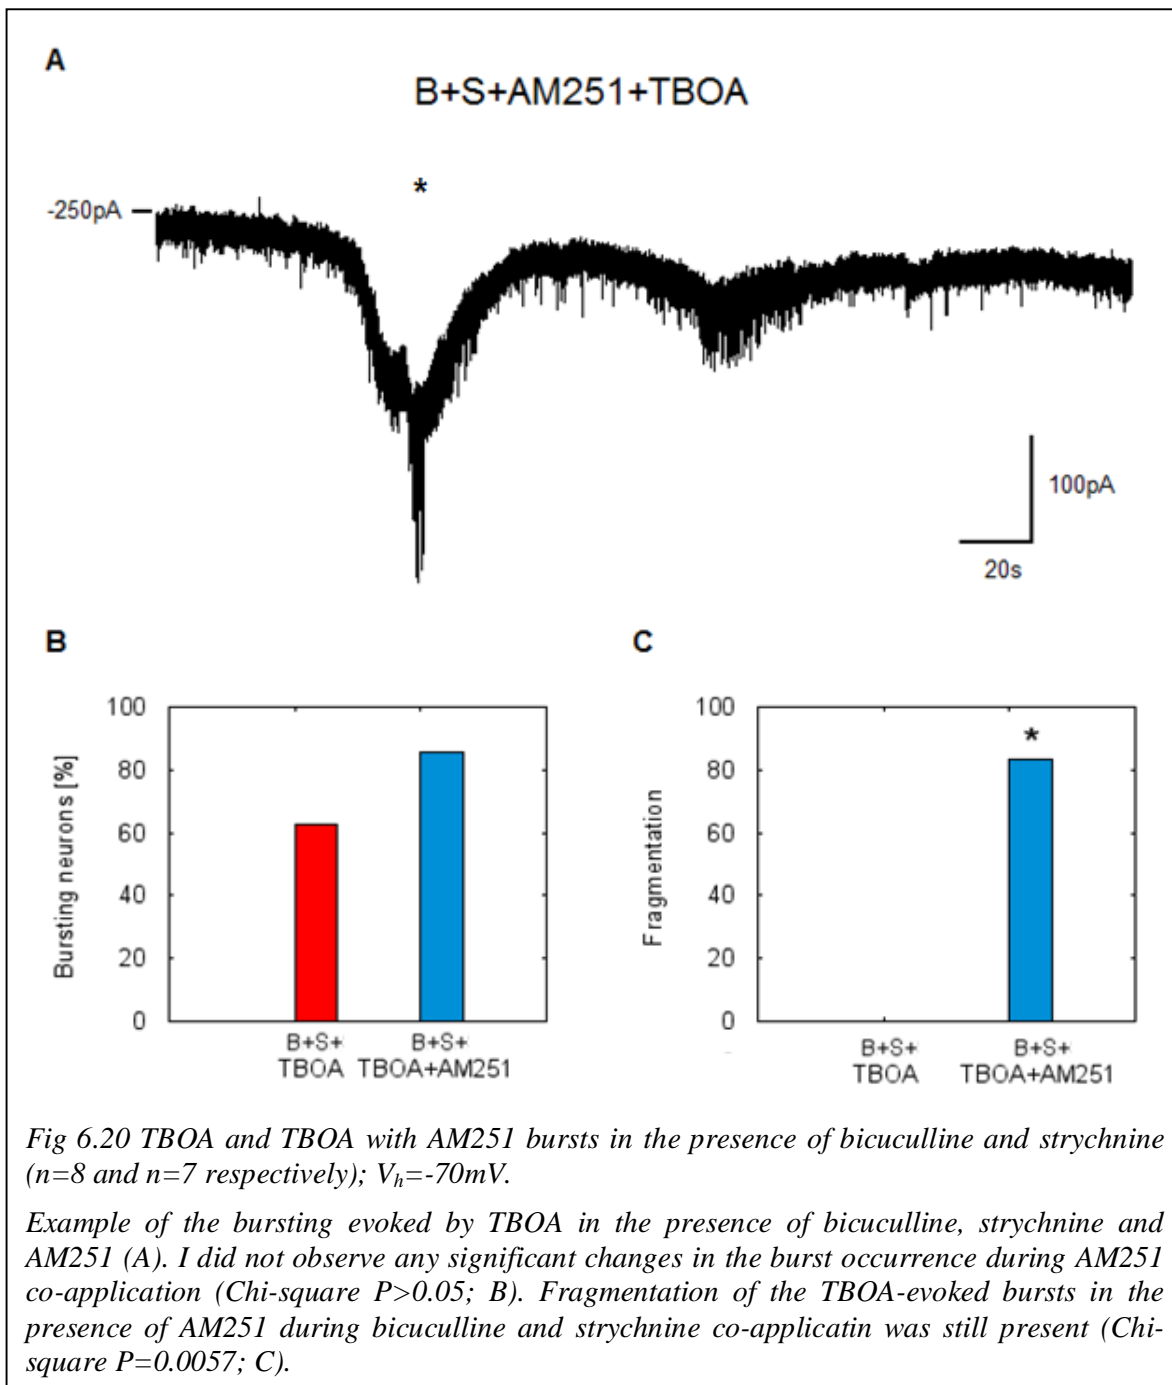 A
B+S+AM251+TBOA
*
-250pA
100pA
20s
B
C
100
80
60
40
20
0
Bursting neurons [%]
B+S+
TBOA
B+S+
TBOA+AM251
100
80
60
40
20
0
Fragmentation
*
B+S+
TBOA
B+S+
TBOA+AM251
Fig 6.20 TBOA and TBOA with AM251 bursts in the presence of bicuculline and strychnine
(n=8 and n=7 respectively); Vh=-70mV.
Example of the bursting evoked by TBOA in the presence of bicuculline, strychnine and
AM251 (A). I did not observe any significant changes in the burst occurrence during AM251
co-application (Chi-square P>0.05; B). Fragmentation of the TBOA-evoked bursts in the
presence of AM251 during bicuculline and strychnine co-applicatin was still present (Chi-
square P=0.0057; C).